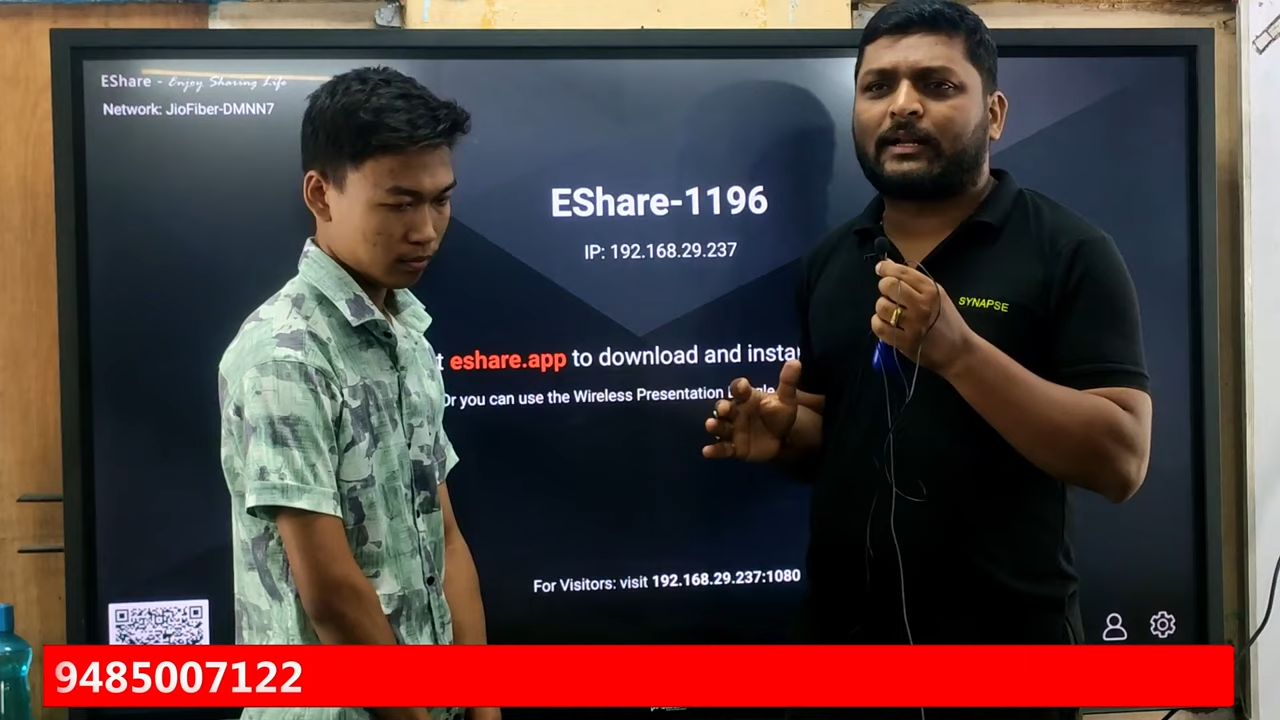 EShare - Enjoy Sharing Life
Network: JioFiber-DMNN7
EShare-1196
IP: 192.168.29.237
SYNAPSE
eshare.app to download and
Or you can use the Wireless Presentation
For Visitors: visit 192.168.29.237:1080
9485007122